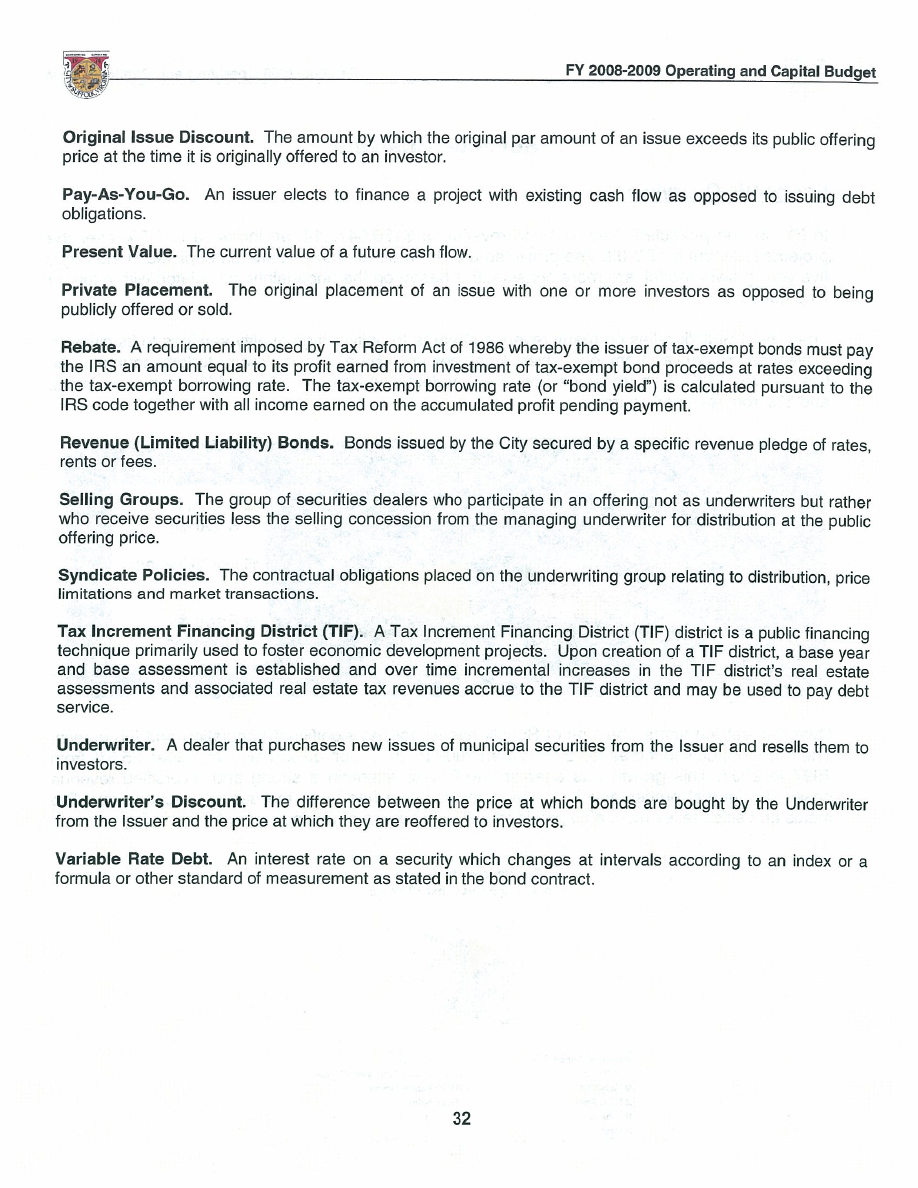 FY 2008-2009 Operating and Capital Budget
Original Issue Discount. The amount by which the original par amount of an issue exceeds its public offering
price at the time it is originally offered to an investor.
Pay-As-You-Go. An issuer elects to finance a project with existing cash flow as opposed to issuing debt
obligations.
Present Value. The current value of a future cash flow.
Private Placement. The original placement of an issue with one or more investors as opposed to being
publicly offered or sold.
Rebate. A requirement imposed by Tax Reform Act of 1986 whereby the issuer of tax-exempt bonds must pay
the IRS an amount equal to its profit earned from investment of tax-exempt bond proceeds at rates exceeding
the tax-exempt borrowing rate. The tax-exempt borrowing rate (or “bond yield”) is calculated pursuant to the
IRS code together with all income earned on the accumulated profit pending payment.
Revenue (Limited Liability) Bonds. Bonds issued by the City secured by a specific revenue pledge of rates,
rents or fees.
Selling Groups. The group of securities dealers who participate in an offering not as underwriters but rather
who receive securities less the selling concession from the managing underwriter for distribution at the public
offering price.
Syndicate Policies. The contractual obligations placed on the underwriting group relating to distribution, price
limitations and market transactions.
Tax Increment Financing District (TIF). A Tax Increment Financing District (TIF) district is a public financing
technique primarily used to foster economic development projects. Upon creation of a TIF district, a base year
and base assessment is established and over time incremental increases in the TIF district's real estate
assessments and associated real estate tax revenues accrue to the TIF district and may be used to pay debt
service.
Underwriter. A dealer that purchases new issues of municipal securities from the Issuer and resells them to
investors.
Underwriter's Discount. The difference between the price at which bonds are bought by the Underwriter
from the Issuer and the price at which they are reoffered to investors.
Variable Rate Debt. An interest rate on a security which changes at intervals according to an index or a
formula or other standard of measurement as stated in the bond contract.
32